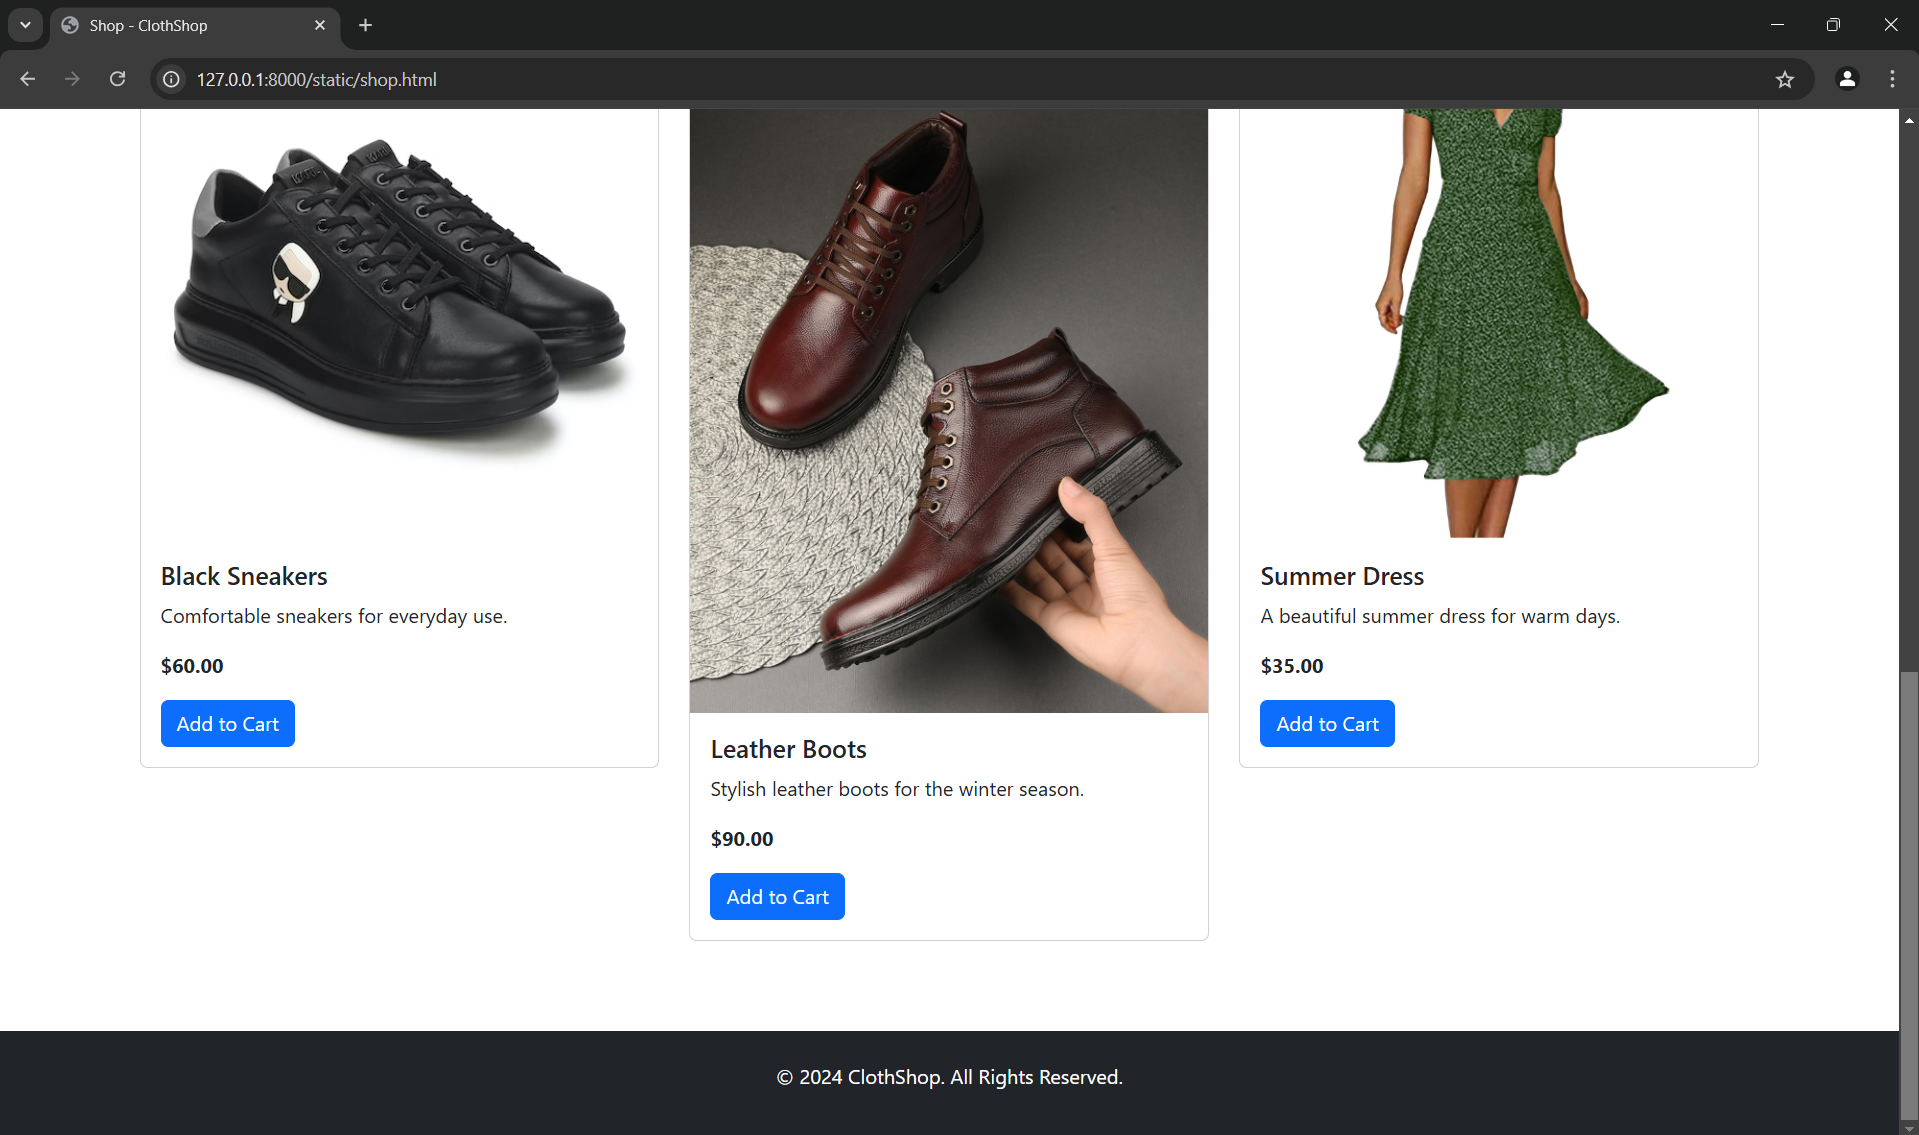 Shop - ClothShop
127.0.0.1:8000/static/shop.html
Black Sneakers
Comfortable sneakers for everyday use.
$60.00
Add to Cart
Leather Boots
Stylish leather boots for the winter season.
$90.00
Add to Cart
Summer Dress
A beautiful summer dress for warm days.
$35.00
Add to Cart
© 2024 ClothShop. All Rights Reserved.